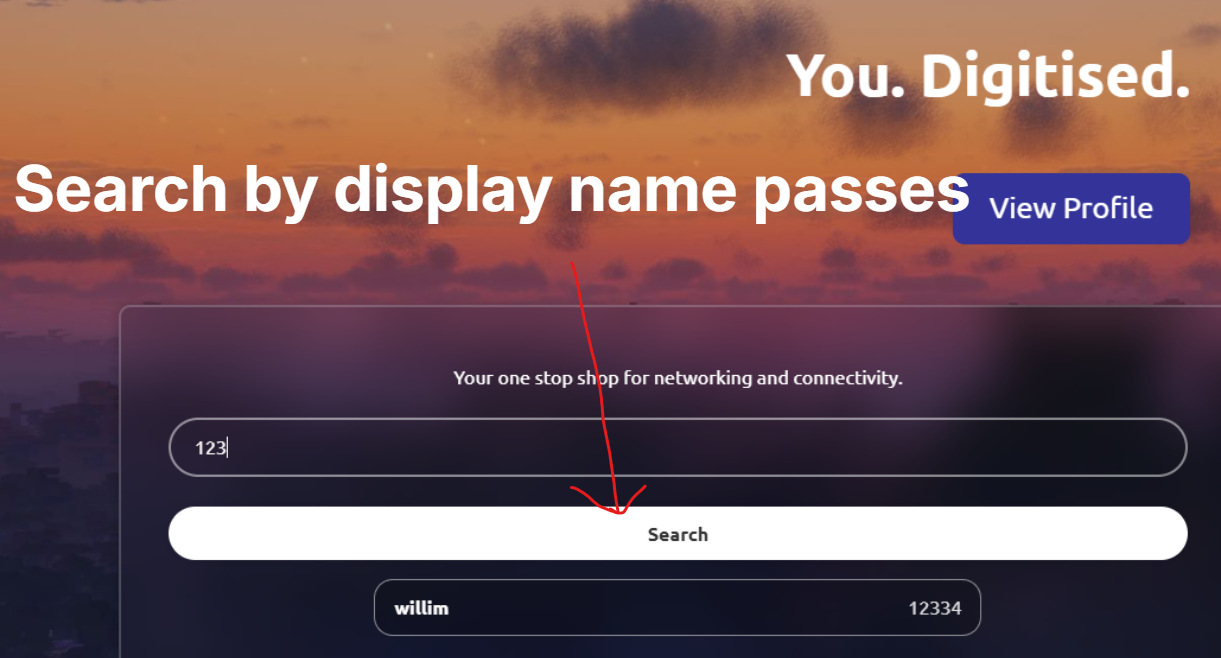 You. Digitised.
Search by display name passes
View Profile
Your one stop shop for networking and connectivity.
123
Search
willim 12334